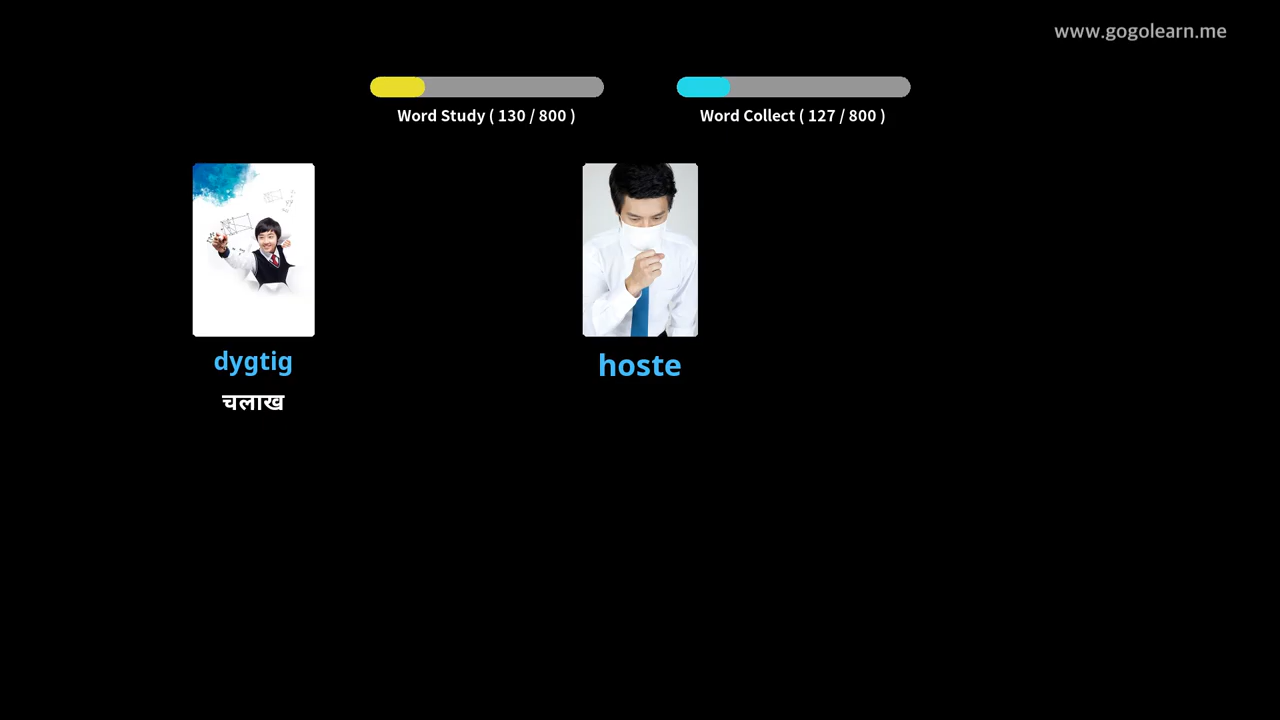 www.gogolearn.me
Word Study ( 130 / 800 )
Word Collect ( 127 / 800 )
dygtig
hoste
चलाख